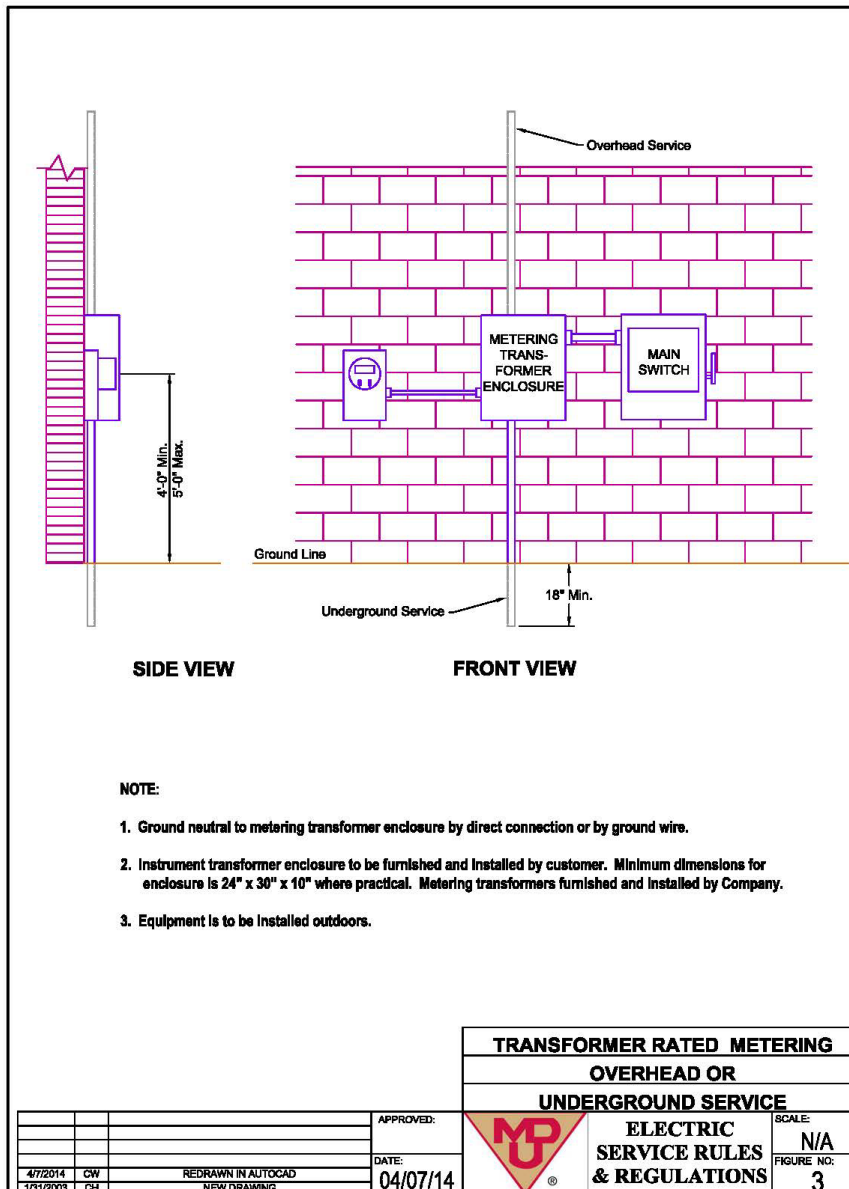 Overhead Service
METERING
TRANS-
FORMER
ENCLOSURE
MAIN
SWITCH
4'-0" Min.
5'-0" Max.
Ground Line
Underground Service
18" Min.
SIDE VIEW
FRONT VIEW
NOTE:
1. Ground neutral to metering transformer enclosure by direct connection or by ground wire.
2. Instrument transformer enclosure to be furnished and installed by customer. Minimum dimensions for
enclosure is 24" x 30" x 10" where practical. Metering transformers furnished and installed by Company.
3. Equipment is to be installed outdoors.
TRANSFORMER RATED METERING
OVERHEAD OR
UNDERGROUND SERVICE
APPROVED:
DATE:
04/07/14
MDU
®
ELECTRIC
SERVICE RULES
& REGULATIONS
SCALE:
N/A
FIGURE NO:
3
4/7/2014 CW REDRAWN IN AUTOCAD
1/31/2003 CH NEW DRAWING